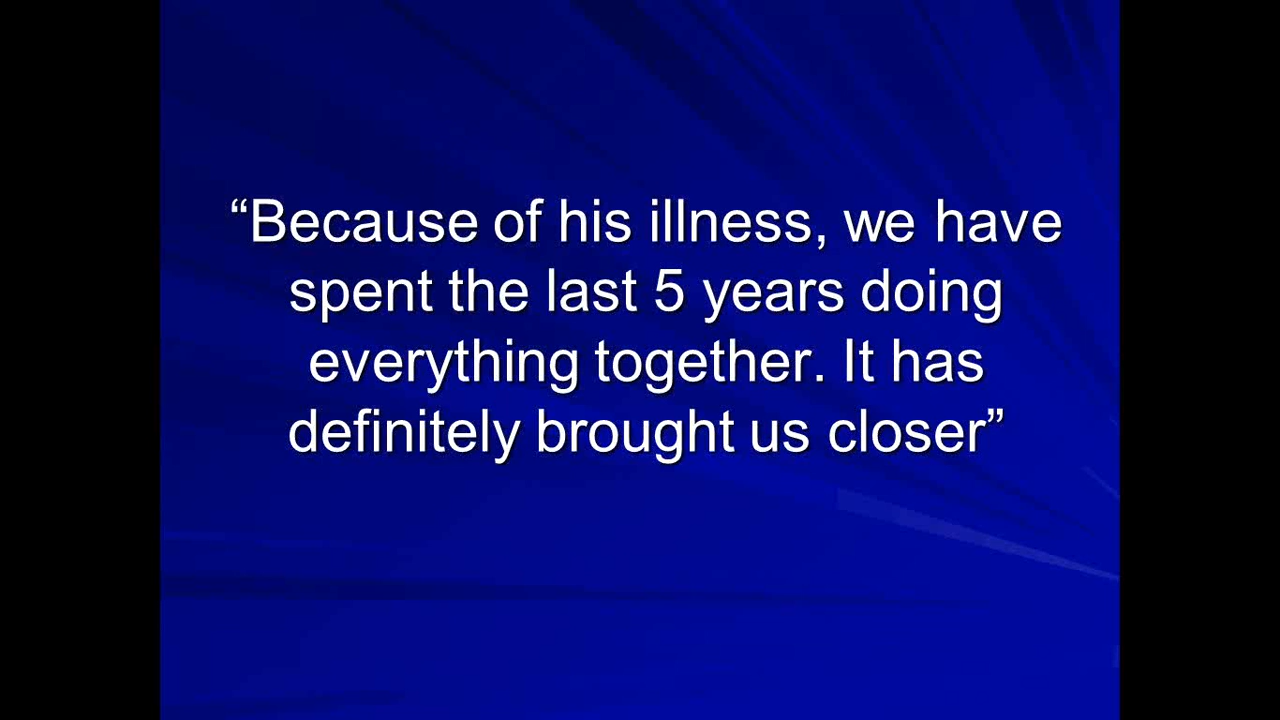 “Because of his illness, we have
spent the last 5 years doing
everything together. It has
definitely brought us closer”